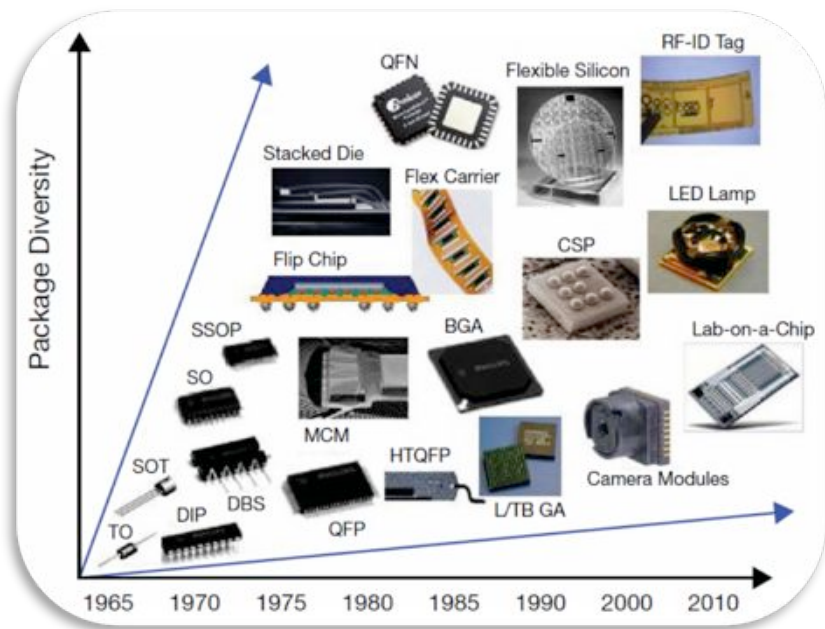 Package Diversity
QFN
Flexible Silicon
RF-ID Tag
Stacked Die
Flex Carrier
LED Lamp
Flip Chip
CSP
SSOP
BGA
Lab-on-a-Chip
SO
MCM
SOT
DBS
HTQFP
Camera Modules
TO
DIP
QFP
L/TB GA
1965 1970 1975 1980 1985 1990 2000 2010